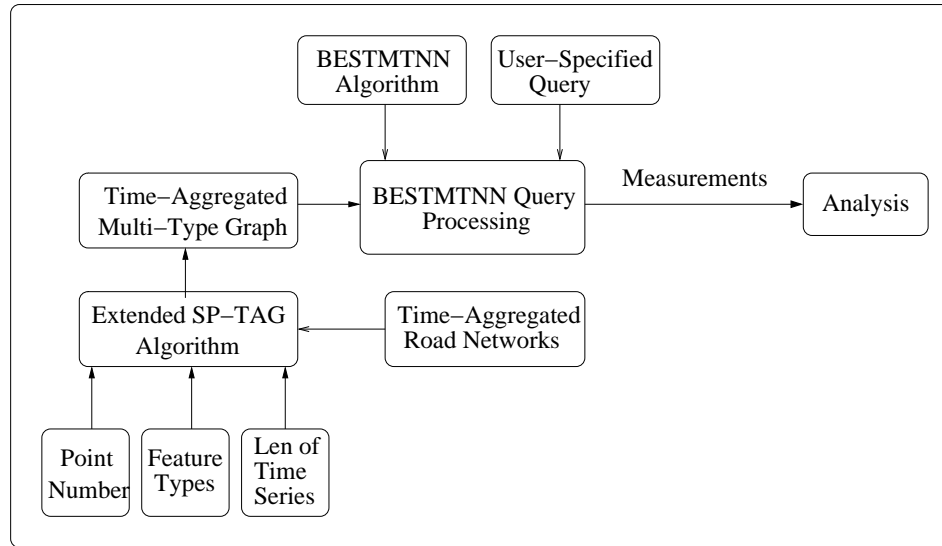 BESTMTNN
Algorithm
User−Specified
Query
Time−Aggregated
Multi−Type Graph
BESTMTNN Query
Processing
Measurements
Analysis
Extended SP−TAG
Algorithm
Time−Aggregated
Road Networks
Point
Number
Feature
Types
Len of
Time
Series